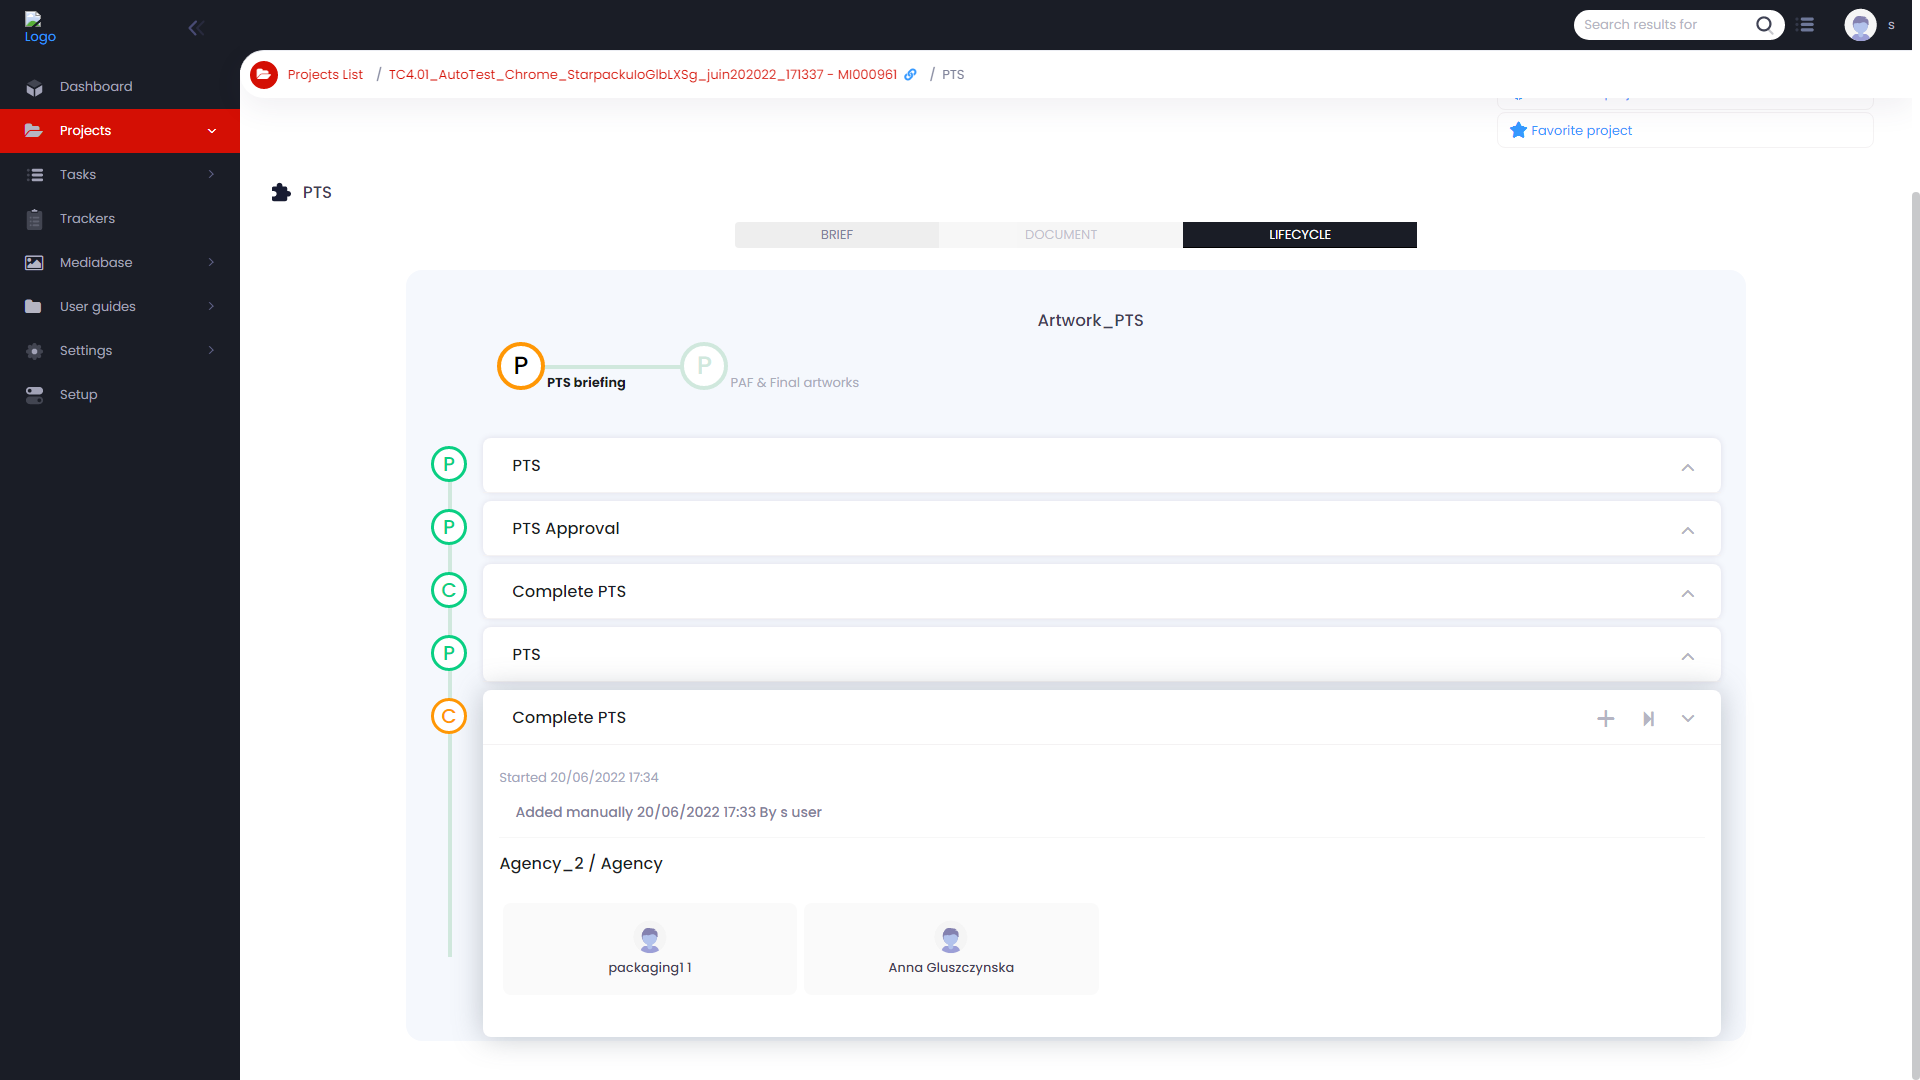 Logo
Search results for
s
Dashboard
Projects
Tasks
Trackers
Mediabase
User guides
Settings
Setup
Projects List / TC4.01_AutoTest_Chrome_StarpackuIoGlbLXSg_juin202022_171337 - MI000961 / PTS
Favorite project
PTS
BRIEF
DOCUMENT
LIFECYCLE
Artwork_PTS
P
PTS briefing
P
PAF & Final artworks
P
PTS
P
PTS Approval
C
Complete PTS
P
PTS
C
Complete PTS
Started 20/06/2022 17:34
Added manually 20/06/2022 17:33 By s user
Agency_2 / Agency
packaging1 1
Anna Gluszczynska